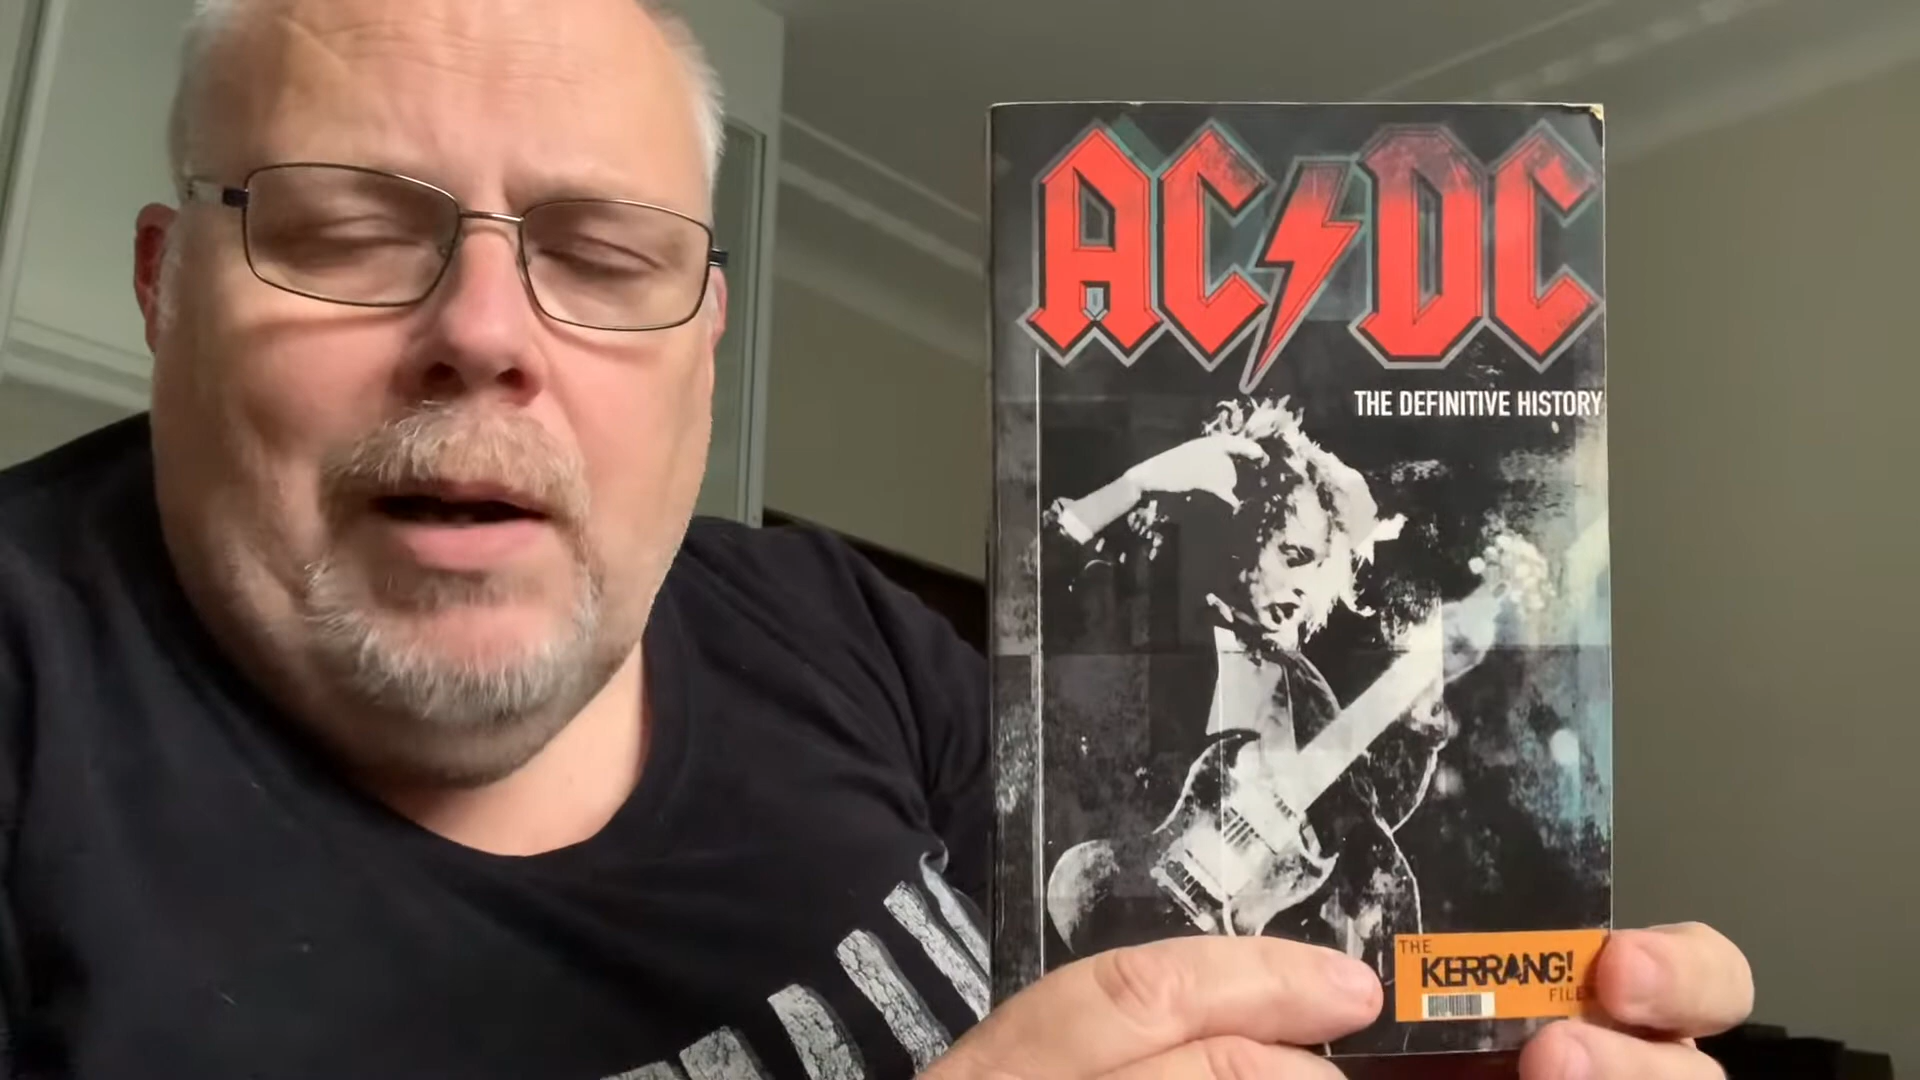 AC⚡DC
THE DEFINITIVE HISTORY
THE
KERRANG!